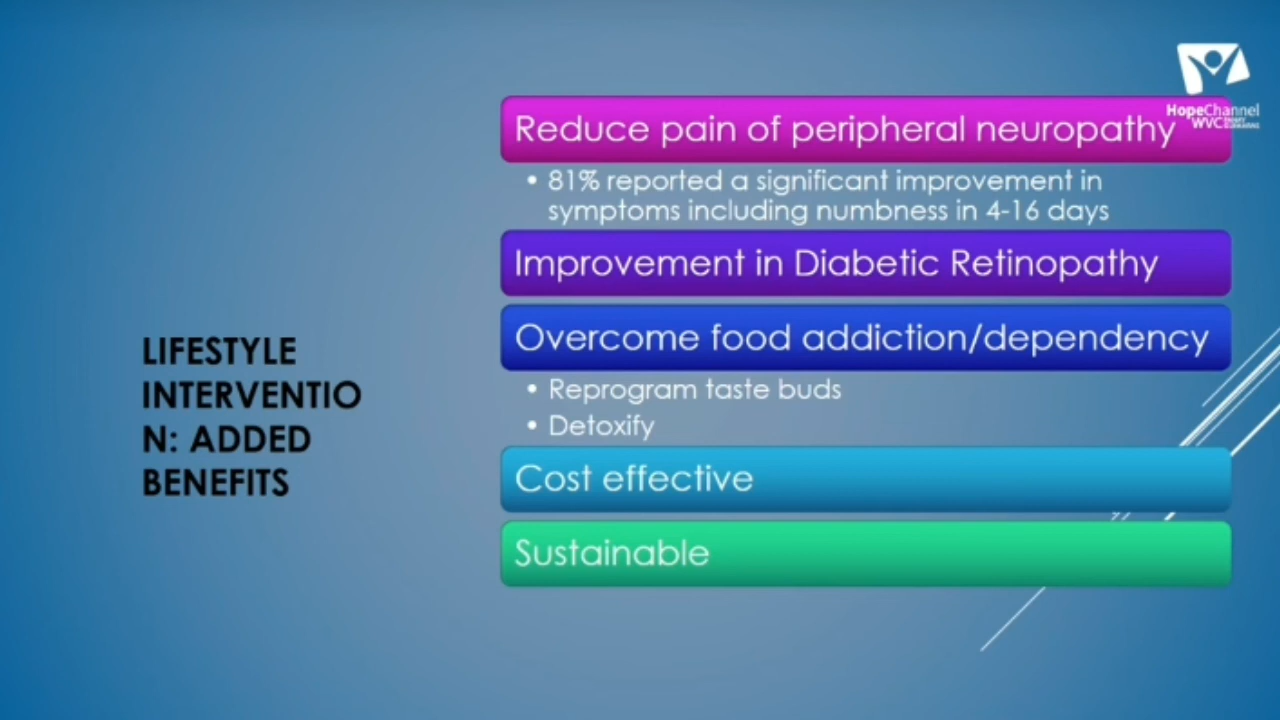 HopeChannel
WVC
Reduce pain of peripheral neuropathy
• 81% reported a significant improvement in
symptoms including numbness in 4-16 days
Improvement in Diabetic Retinopathy
Overcome food addiction/dependency
• Reprogram taste buds
• Detoxify
Cost effective
Sustainable
LIFESTYLE
INTERVENTIO
N: ADDED
BENEFITS